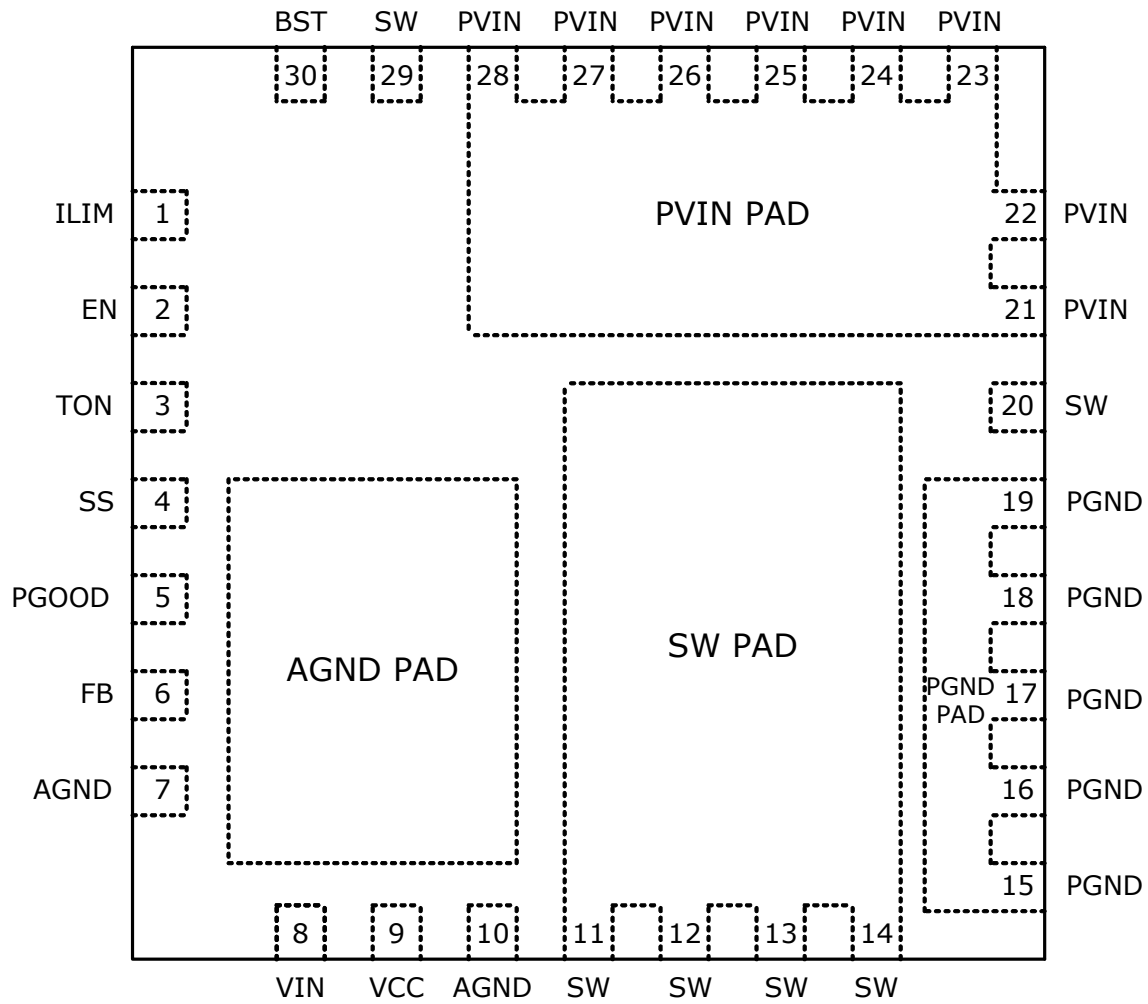 BST SW PVIN PVIN PVIN PVIN PVIN PVIN
30 29 28 27 26 25 24 23
ILIM 1 PVIN PAD 22 PVIN
EN 2 21 PVIN
TON 3 20 SW
SS 4 19 PGND
PGOOD 5 18 PGND
AGND PAD SW PAD
FB 6 PGND 17 PGND
PAD
AGND 7 16 PGND
15 PGND
8 9 10 11 12 13 14
VIN VCC AGND SW SW SW SW